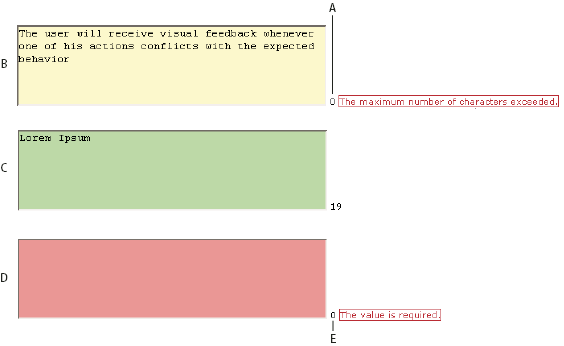 A
The user will receive visual feedback whenever
one of his actions conflicts with the expected
behavior
B
0 The maximum number of characters exceeded.
Lorem Ipsum
C
19
D
0 The value is required.
E